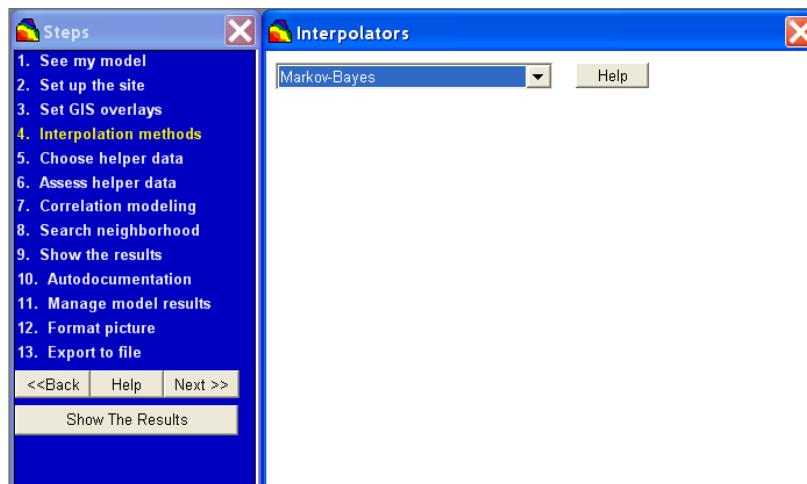 Steps
1. See my model
2. Set up the site
3. Set GIS overlays
4. Interpolation methods
5. Choose helper data
6. Assess helper data
7. Correlation modeling
8. Search neighborhood
9. Show the results
10. Autodocumentation
11. Manage model results
12. Format picture
13. Export to file
<<Back Help Next >>
Show The Results
Interpolators
Markov-Bayes Help